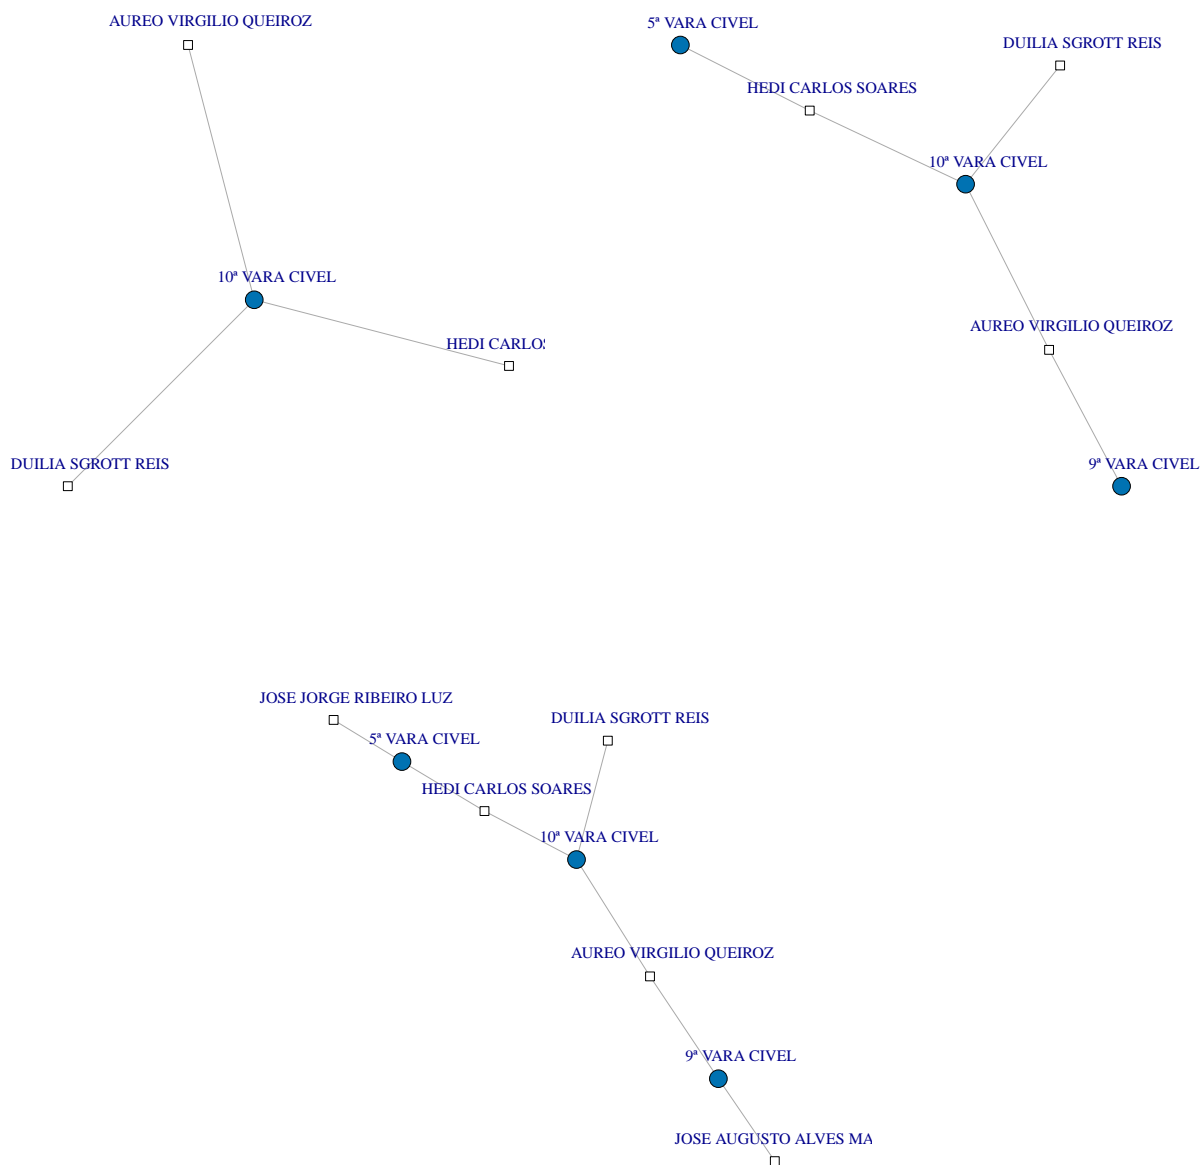 AUREO VIRGILIO QUEIROZ
10ª VARA CIVEL
HEDI CARLOS
DUILIA SGROTT REIS
5ª VARA CIVEL
DUILIA SGROTT REIS
HEDI CARLOS SOARES
10ª VARA CIVEL
AUREO VIRGILIO QUEIROZ
9ª VARA CIVEL
JOSE JORGE RIBEIRO LUZ
DUILIA SGROTT REIS
5ª VARA CIVEL
HEDI CARLOS SOARES
10ª VARA CIVEL
AUREO VIRGILIO QUEIROZ
9ª VARA CIVEL
JOSE AUGUSTO ALVES MA